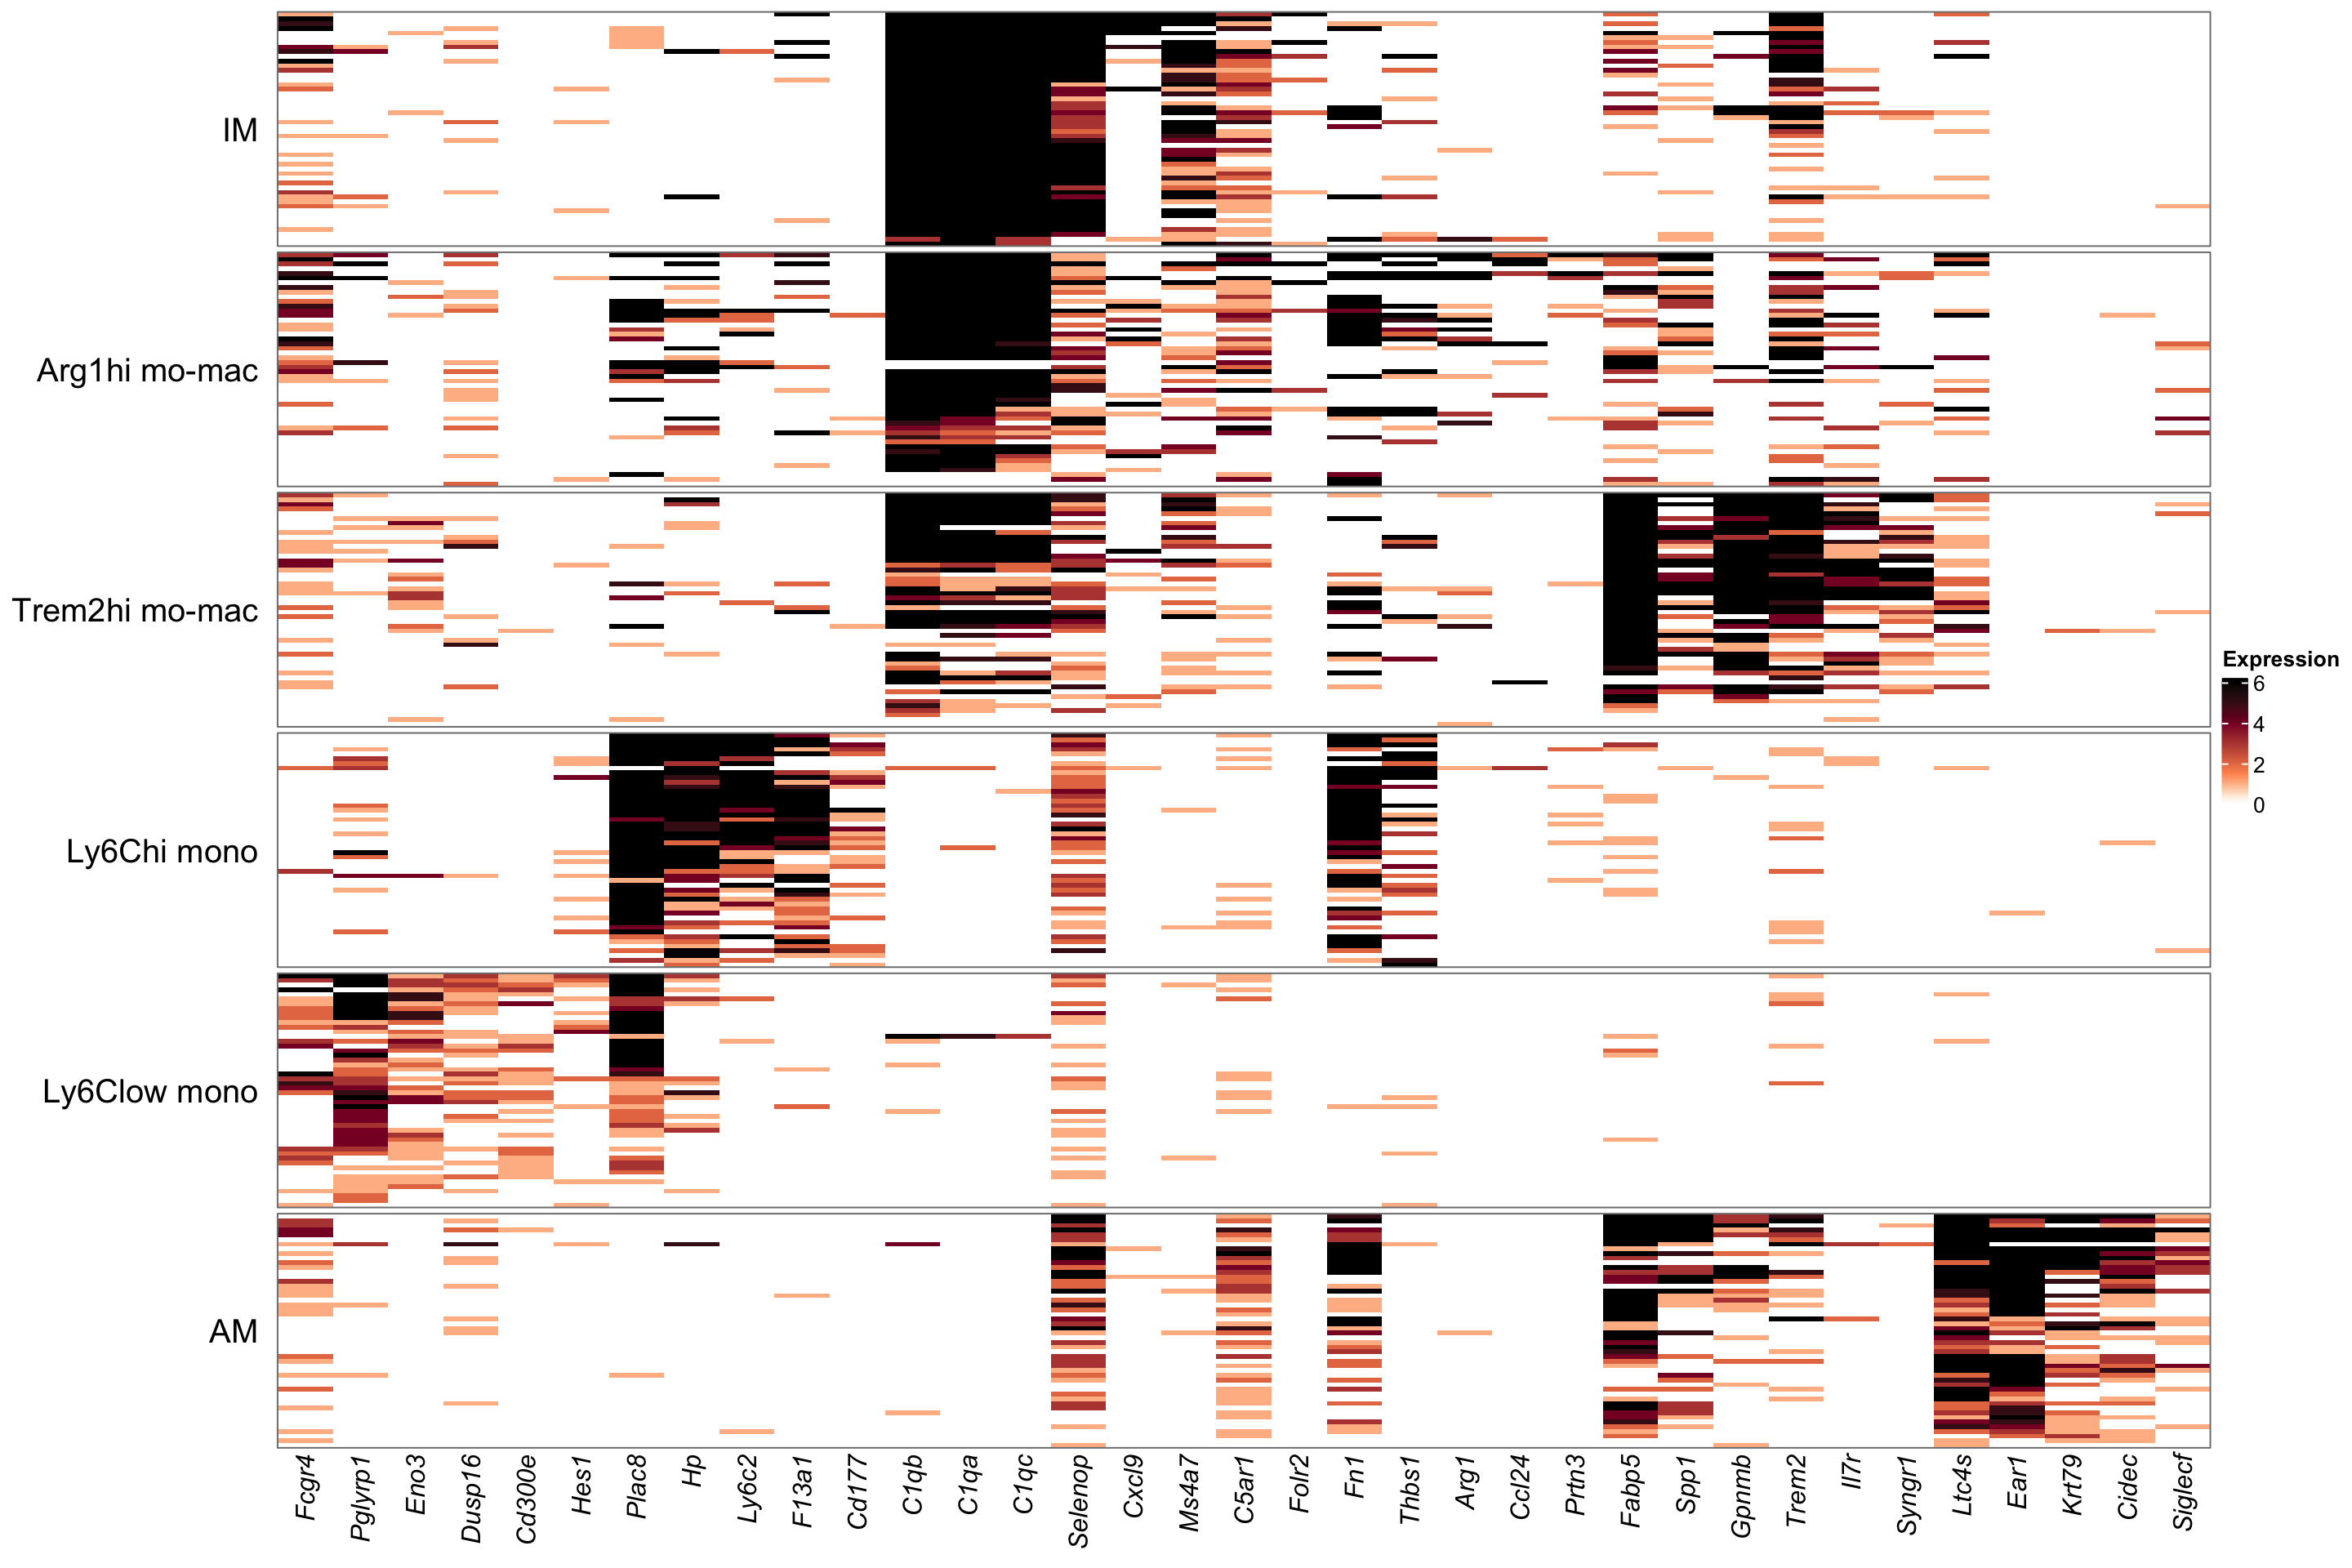 IM
Arg1hi mo-mac
Trem2hi mo-mac
Ly6Chi mono
Ly6Clow mono
AM
Expression
6
4
2
0
Fcgr4
Pglyrp1
Eno3
Dusp16
Cd300e
Hes1
Plac8
Hp
Ly6c2
F13a1
Cd177
C1qb
C1qa
C1qc
Selenop
Cxcl9
Ms4a7
C5ar1
Folr2
Fn1
Thbs1
Arg1
Ccl24
Prtn3
Fabp5
Spp1
Gpnmb
Trem2
Il7r
Syngr1
Ltc4s
Ear1
Krt79
Cidec
Siglecf